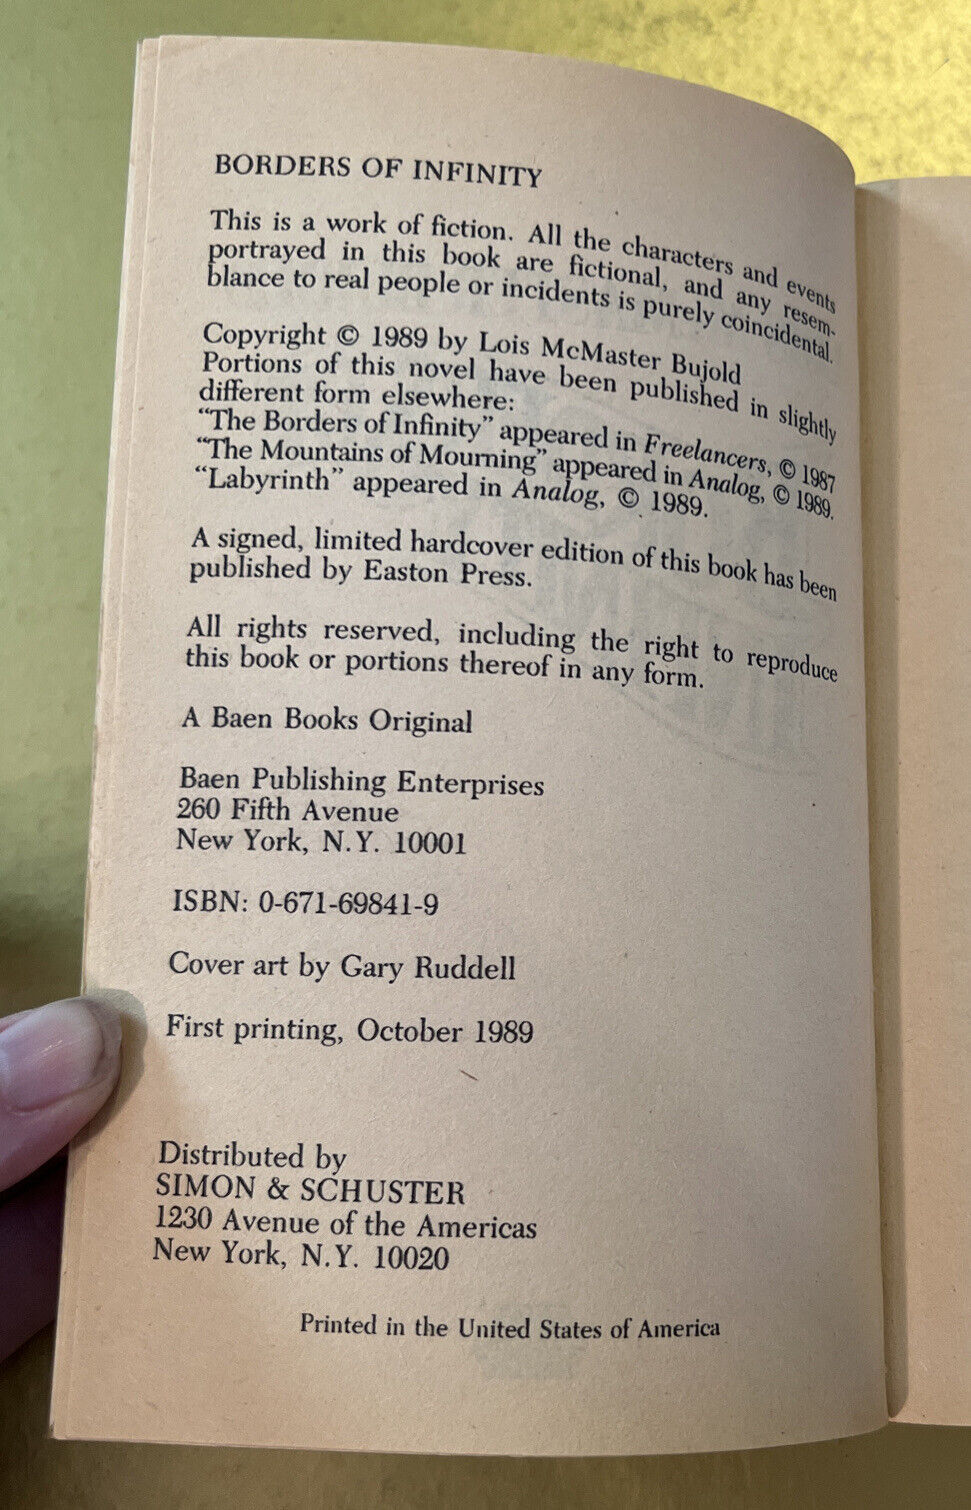 BORDERS OF INFINITY
This is a work of fiction. All the characters and events
portrayed in this book are fictional, and any resem-
blance to real people or incidents is purely coincidental.
Copyright © 1989 by Lois McMaster Bujold
Portions of this novel have been published in slightly
different form elsewhere:
“The Borders of Infinity” appeared in Freelancers, © 1987
“The Mountains of Mourning” appeared in Analog, © 1989.
“Labyrinth” appeared in Analog, © 1989.
A signed, limited hardcover edition of this book has been
published by Easton Press.
All rights reserved, including the right to reproduce
this book or portions thereof in any form.
A Baen Books Original
Baen Publishing Enterprises
260 Fifth Avenue
New York, N.Y. 10001
ISBN: 0-671-69841-9
Cover art by Gary Ruddell
First printing, October 1989
Distributed by
SIMON & SCHUSTER
1230 Avenue of the Americas
New York, N.Y. 10020
Printed in the United States of America